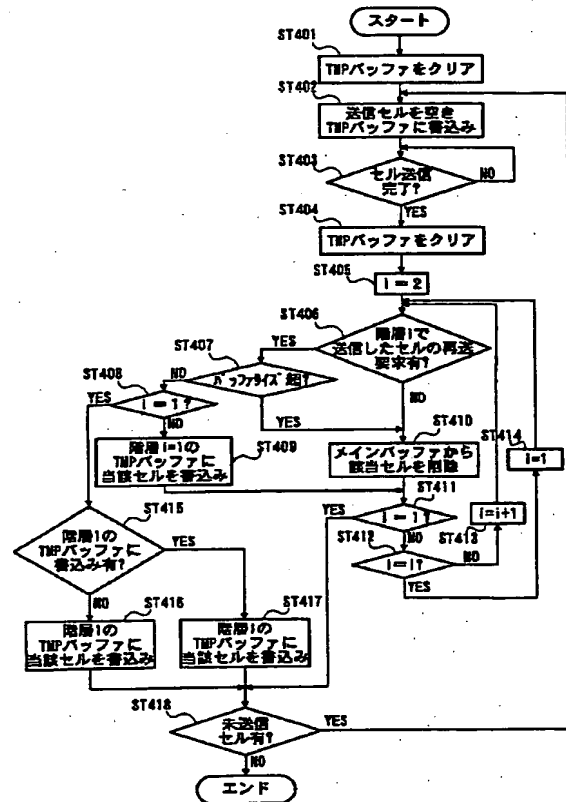 スタート
ST401
TMPバッファをクリア
ST402
送信セルを空き
TMPバッファに書込み
ST403
セル送信
完了?
NO
YES
ST404
TMPバッファをクリア
ST405
i = 2
ST406
階層iで
送信したセルの再送
要求有?
YES
NO
ST407
バッファサイズ超?
NO
YES
ST408
i = 1?
YES
NO
ST409
階層i=1の
TMPバッファに
当該セルを書込み
ST410
メインバッファから
該当セルを削除
ST414
i=1
ST411
i = 1?
YES
NO
ST413
i=i+1
ST412
i=I?
NO
YES
ST415
階層1の
TMPバッファに
書込み有?
YES
NO
ST416
階層1の
TMPバッファに
当該セルを書込み
ST417
TMPバッファに
当該セルを書込み
ST418
未送信
セル有?
YES
NO
エンド